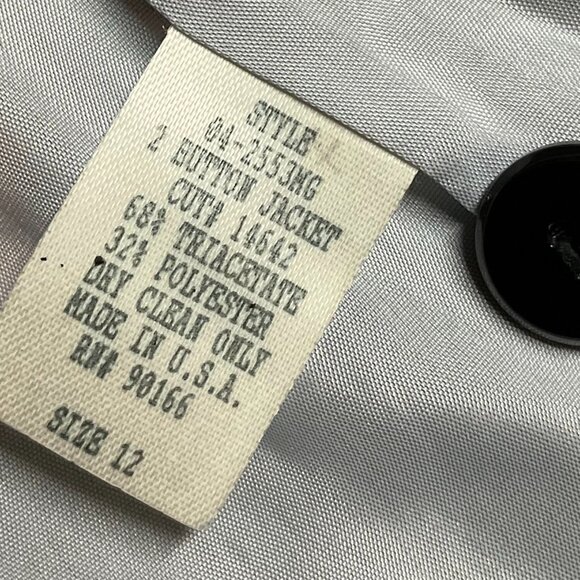 STYLE
04-2553MG
2 BUTTON JACKET
CUT# 14642
68% TRIACETATE
32% POLYESTER
DRY CLEAN ONLY
MADE IN U.S.A.
RN# 90166
SIZE 12